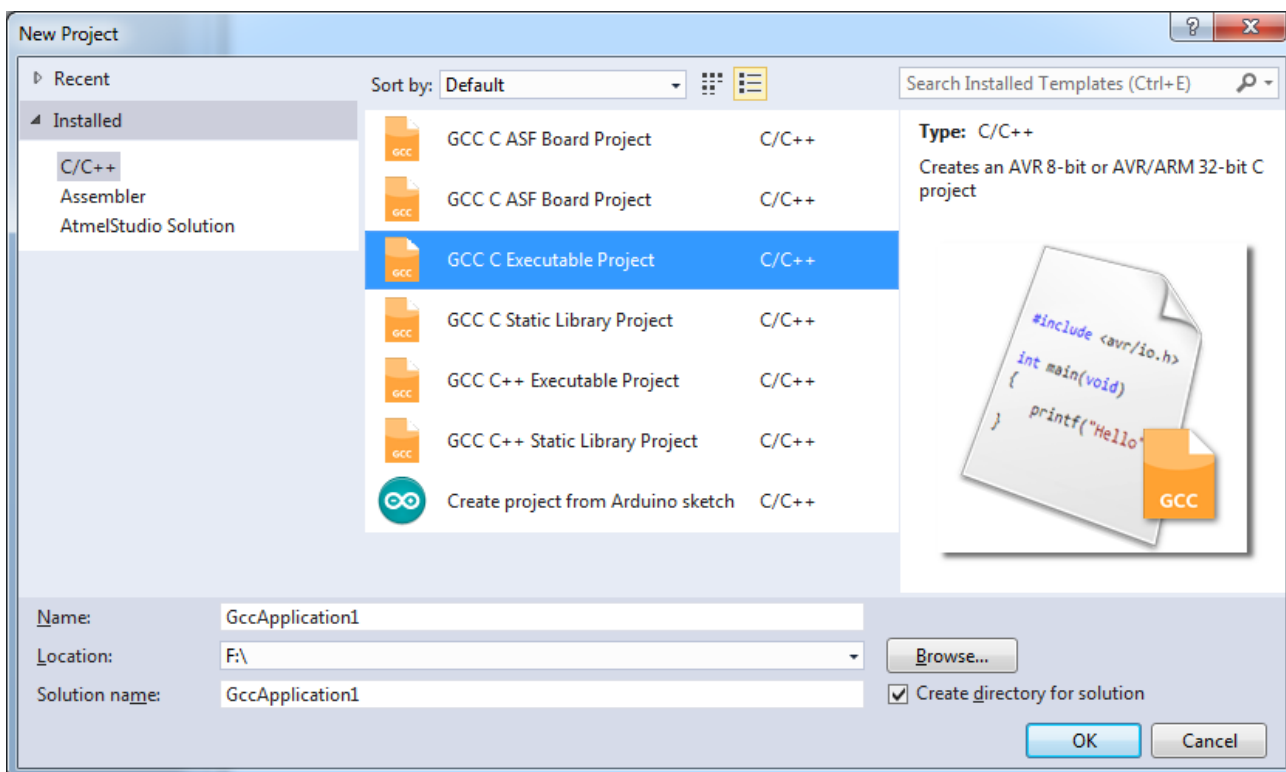 New Project
Recent
Installed
C/C++
Assembler
AtmelStudio Solution
Sort by: Default
GCC GCC C ASF Board Project C/C++
GCC GCC C ASF Board Project C/C++
GCC GCC C Executable Project C/C++
GCC GCC C Static Library Project C/C++
GCC GCC C++ Executable Project C/C++
GCC GCC C++ Static Library Project C/C++
Create project from Arduino sketch C/C++
Search Installed Templates (Ctrl+E)
Type: C/C++
Creates an AVR 8-bit or AVR/ARM 32-bit C
project
#include <avr/io.h>
int main(void)
{
printf("Hello"
}
GCC
Name: GccApplication1
Location: F:\
Browse...
Solution name: GccApplication1
Create directory for solution
OK Cancel